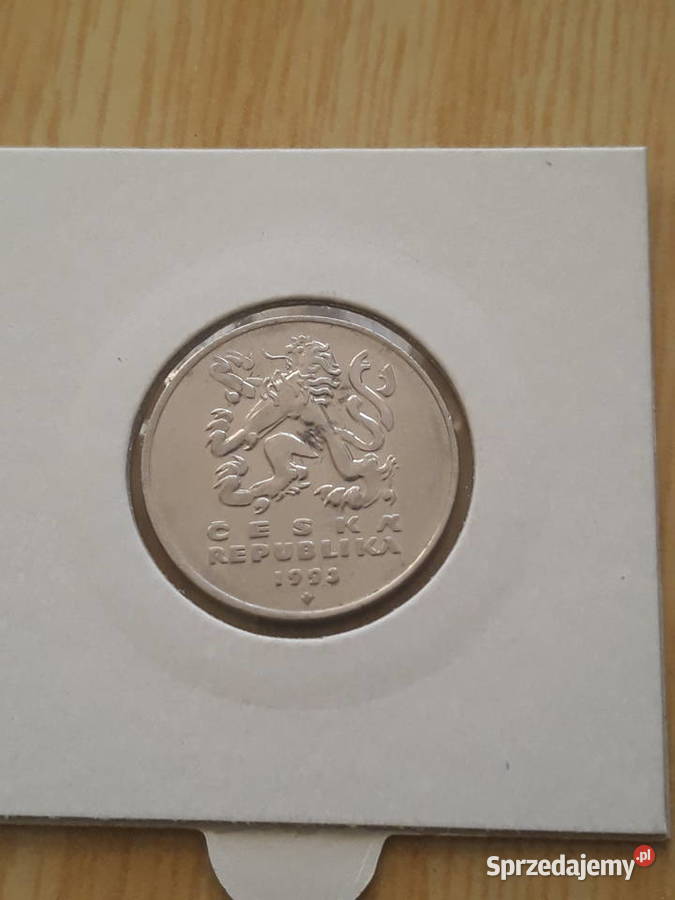 ČESKÁ
REPUBLIKA
1993
Sprzedajemy.pl